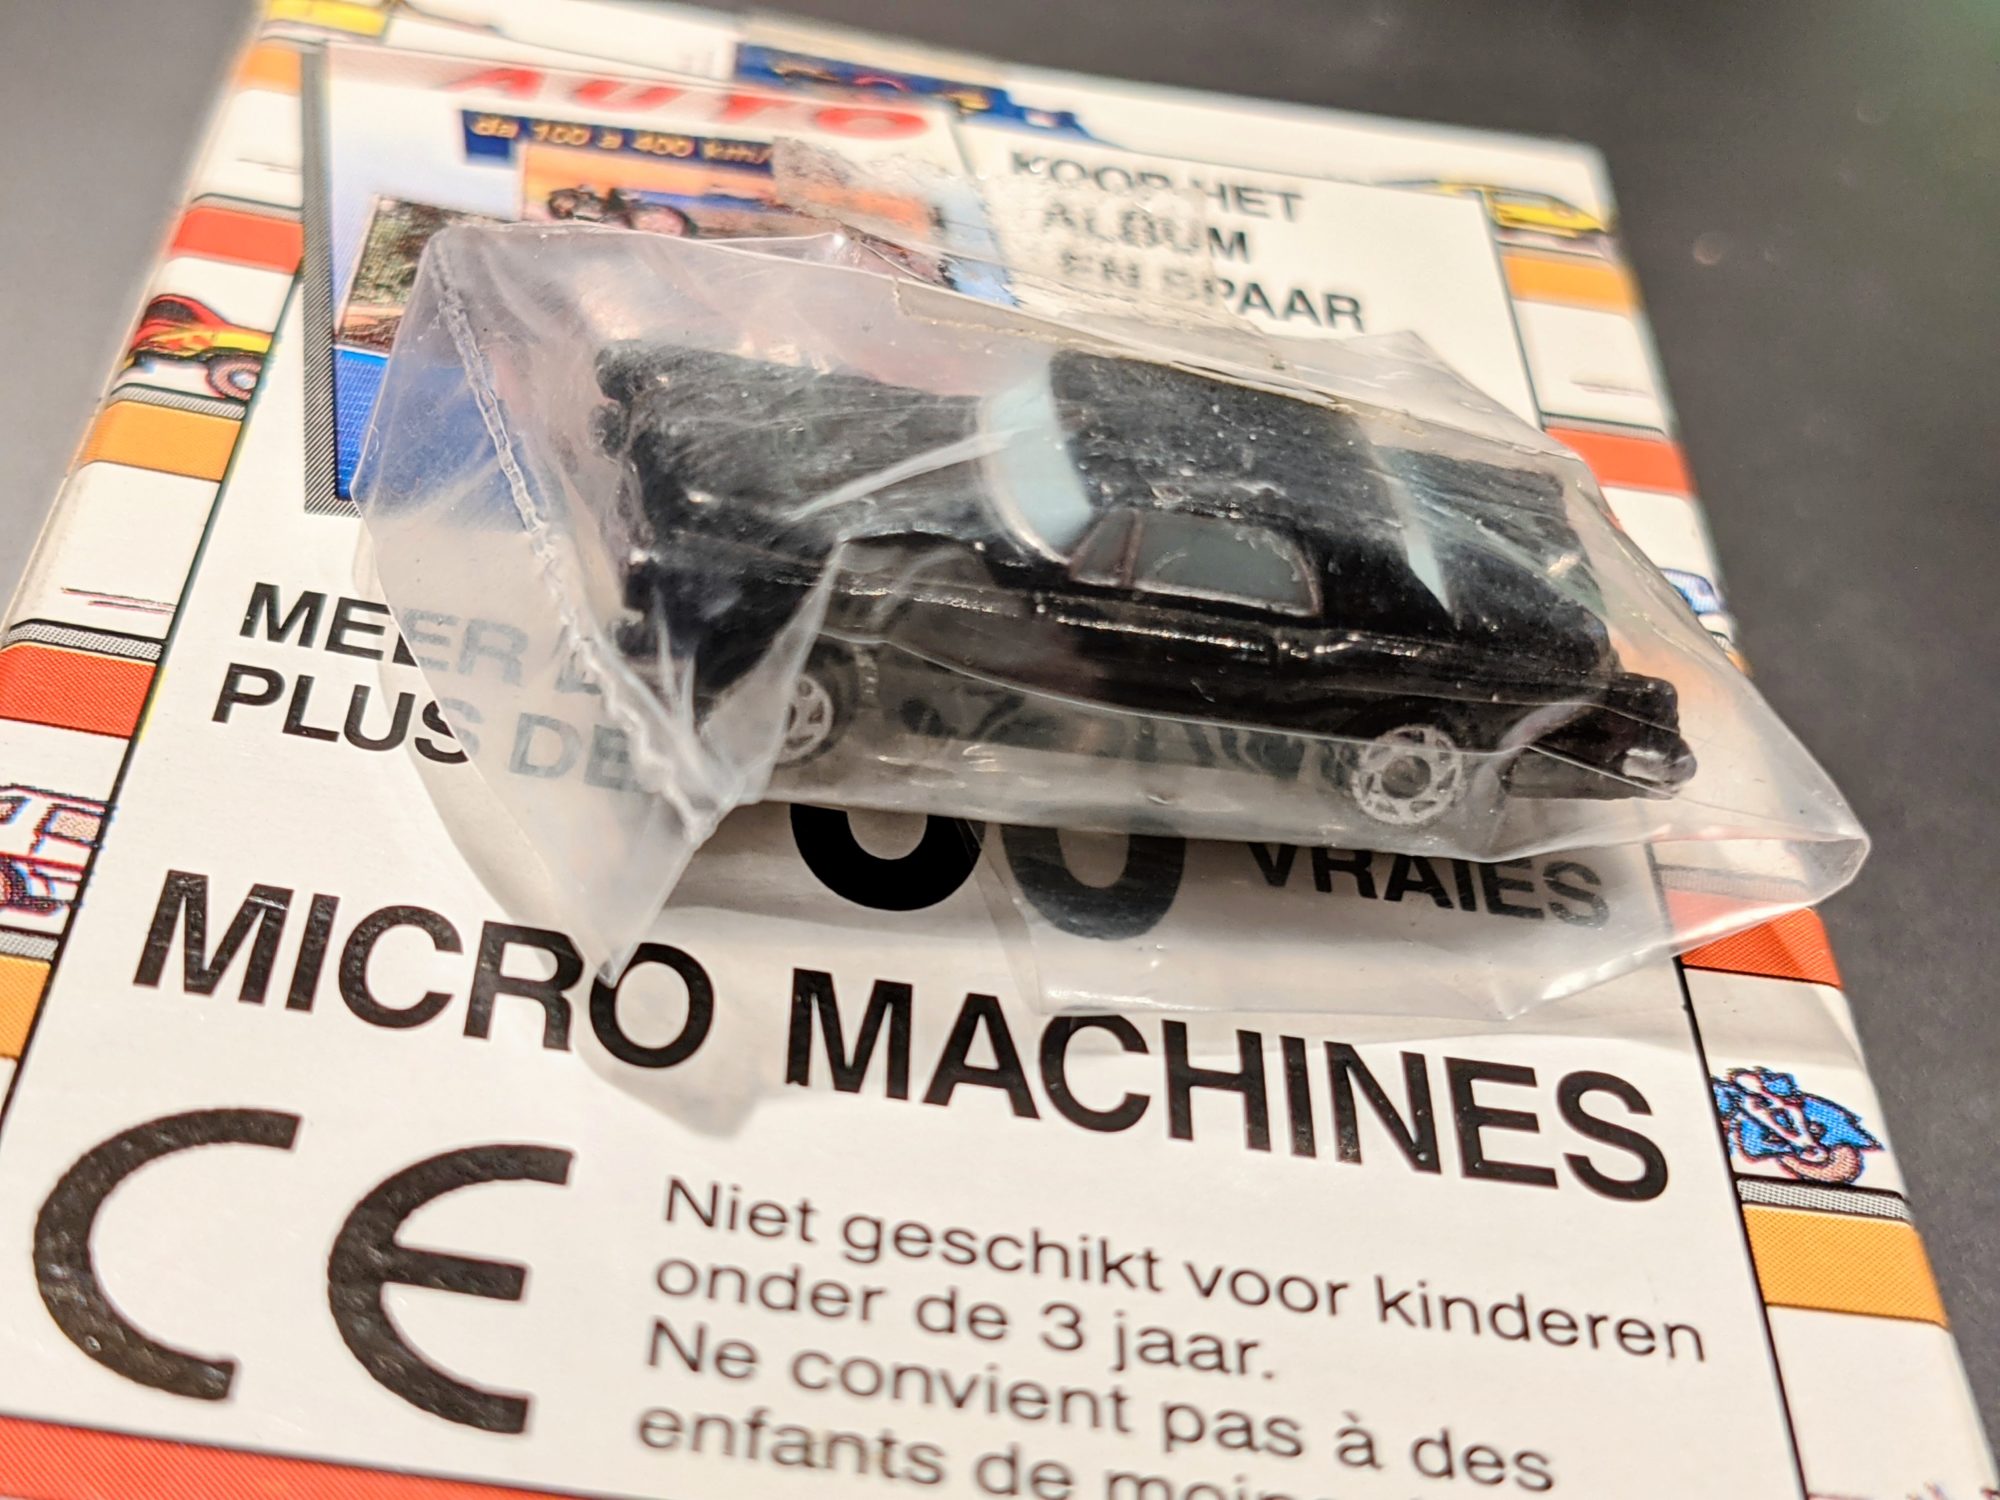 AUTO
da 100 a 400 km/
KOOP HET
ALBUM
EN SPAAR
MEER
PLUS DE
VRAIES
MICRO MACHINES
CE
Niet geschikt voor kinderen
onder de 3 jaar.
Ne convient pas à des
enfants de